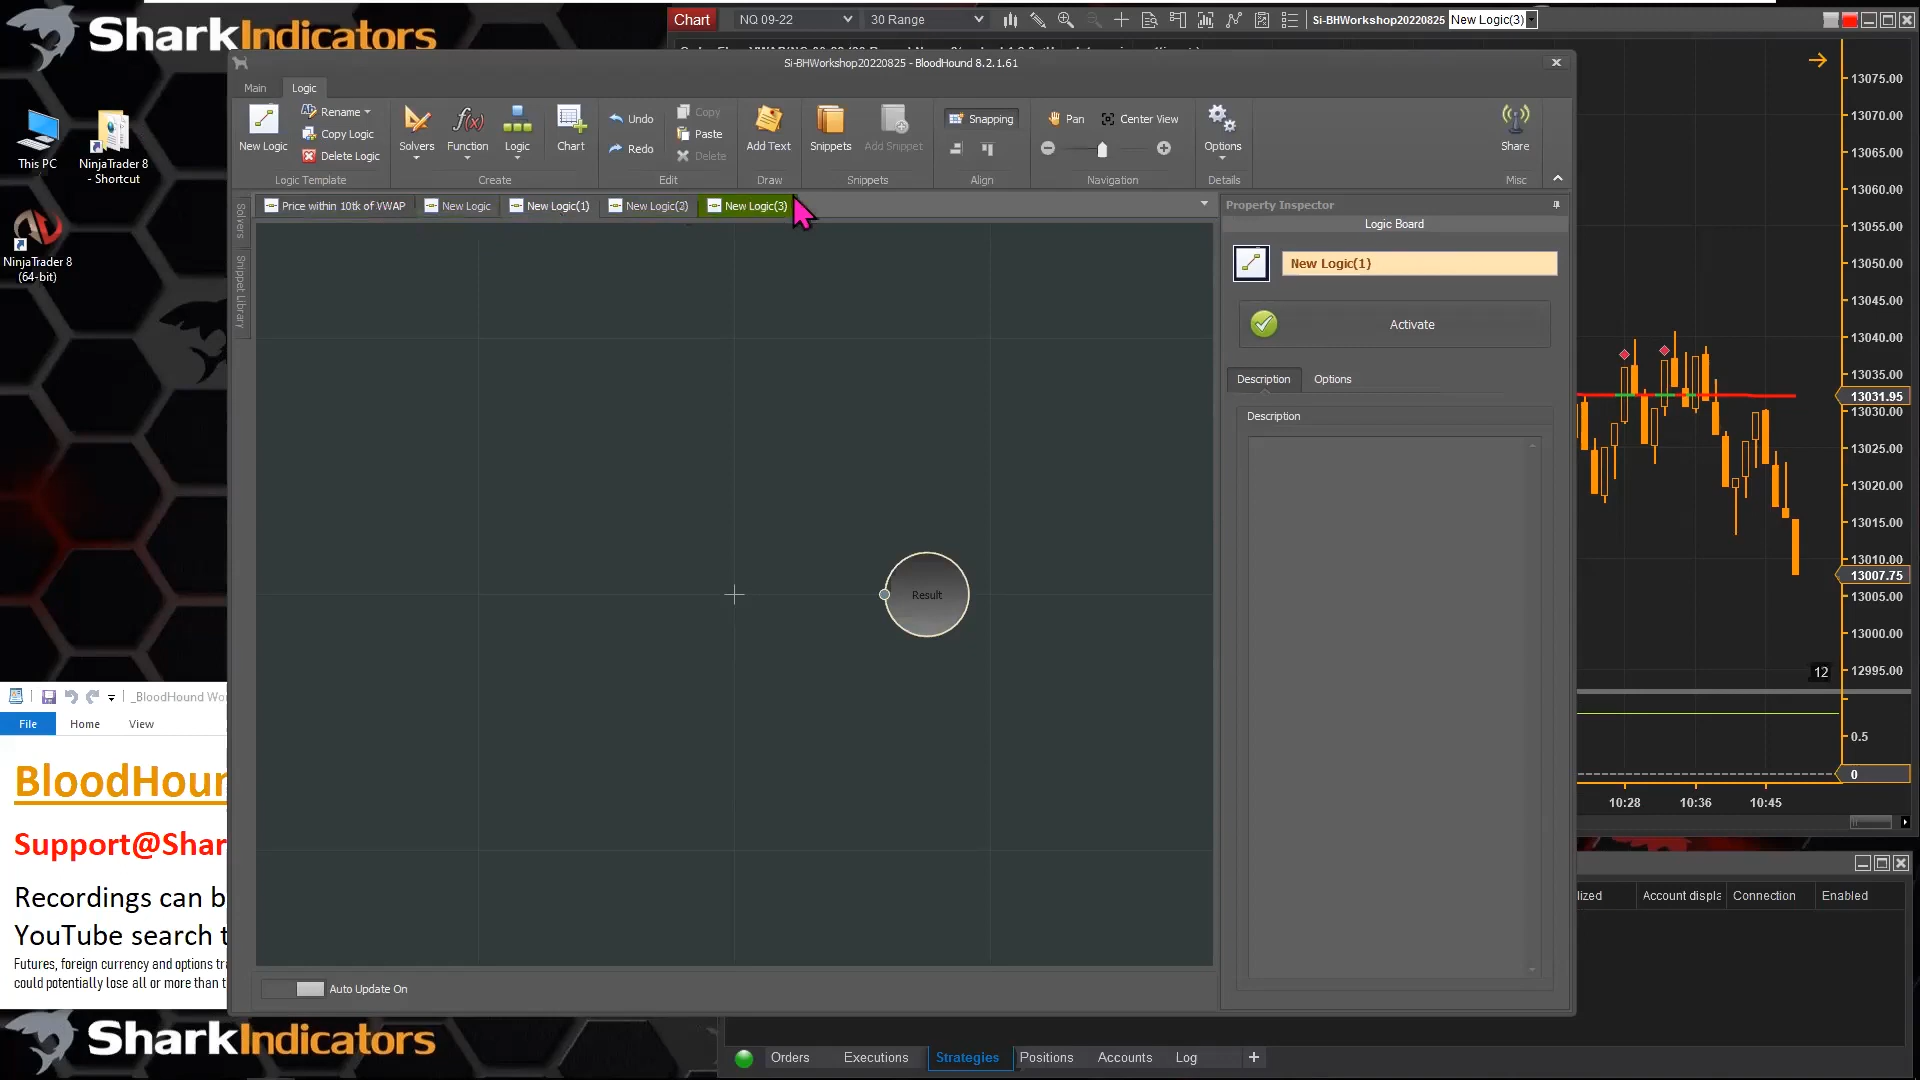 SharkIndicators
This PC
NinjaTrader 8
- Shortcut
NinjaTrader 8
(64-bit)
Chart
NQ 09-22
30 Range
Si-BHWorkshop20220825
New Logic(3)
Si-BHWorkshop20220825 - BloodHound 8.2.1.61
Main
Logic
New Logic
Rename
Copy Logic
Delete Logic
Logic Template
Solvers
Function
Logic
Chart
Create
Undo
Redo
Copy
Paste
Delete
Edit
Add Text
Draw
Snippets
Add Snippet
Snippets
Snapping
Align
Pan
Center View
Navigation
Options
Details
Share
Misc
Price within 10tk of VWAP
New Logic
New Logic(1)
New Logic(2)
New Logic(3)
Solvers
Snippet Library
Result
Auto Update On
Property Inspector
Logic Board
New Logic(1)
Activate
Description
Options
Description
13075.00
13070.00
13065.00
13060.00
13055.00
13050.00
13045.00
13040.00
13035.00
13031.95
13030.00
13025.00
13020.00
13015.00
13010.00
13007.75
13005.00
13000.00
12995.00
12
0.5
0
10:28
10:36
10:45
_BloodHound Wo
File
Home
View
BloodHoun
Support@Shar
Recordings can b
YouTube search t
Futures, foreign currency and options tra
could potentially lose all or more than t
lized
Account displa
Connection
Enabled
Orders
Executions
Strategies
Positions
Accounts
Log
+
SharkIndicators